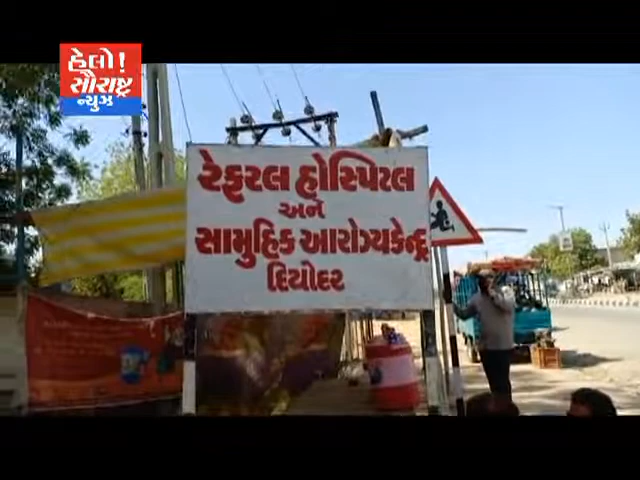 હેલો!
સૌરાષ્ટ્ર
ન્યુઝ
રેફરલ હોસ્પિટલ
અને
સામુહિક આરોગ્યકેન્દ્ર
દિયોદર